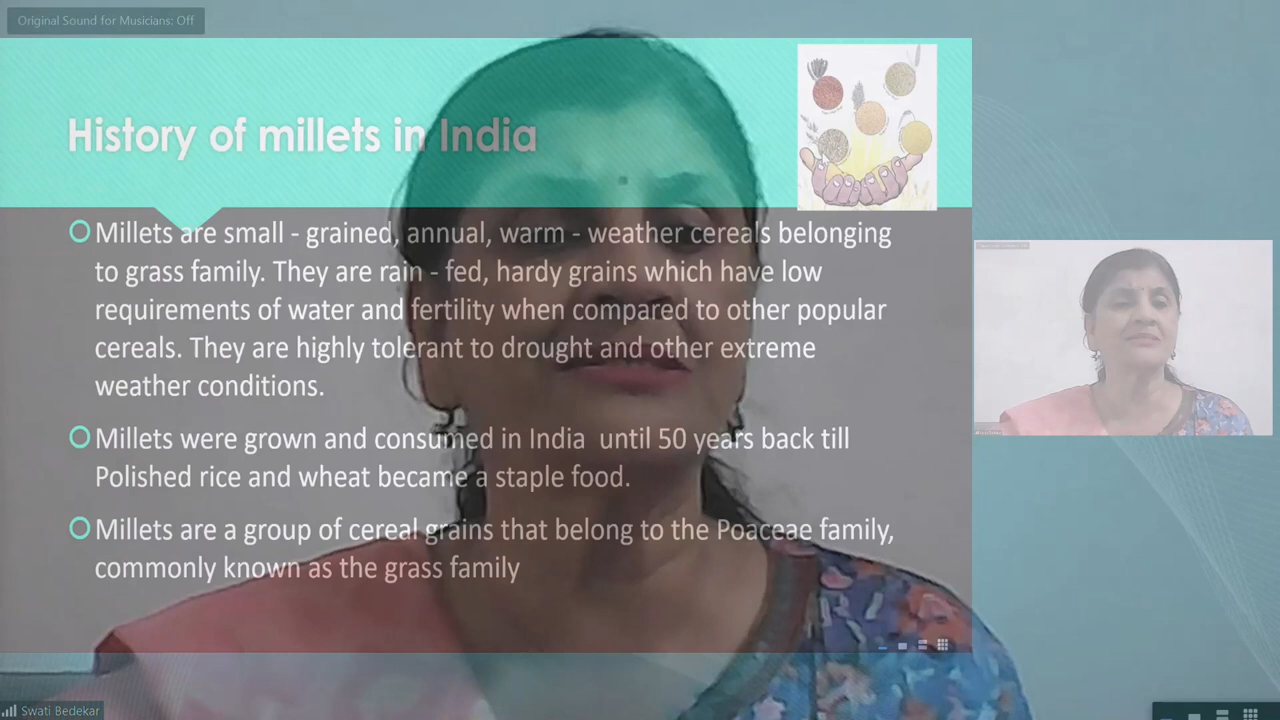 Original Sound for Musicians: Off
History of millets in India
Millets are small - grained, annual, warm - weather cereals belonging
to grass family. They are rain - fed, hardy grains which have low
requirements of water and fertility when compared to other popular
cereals. They are highly tolerant to drought and other extreme
weather conditions.
Millets were grown and consumed in India until 50 years back till
Polished rice and wheat became a staple food.
Millets are a group of cereal grains that belong to the Poaceae family,
commonly known as the grass family
Swati Bedekar